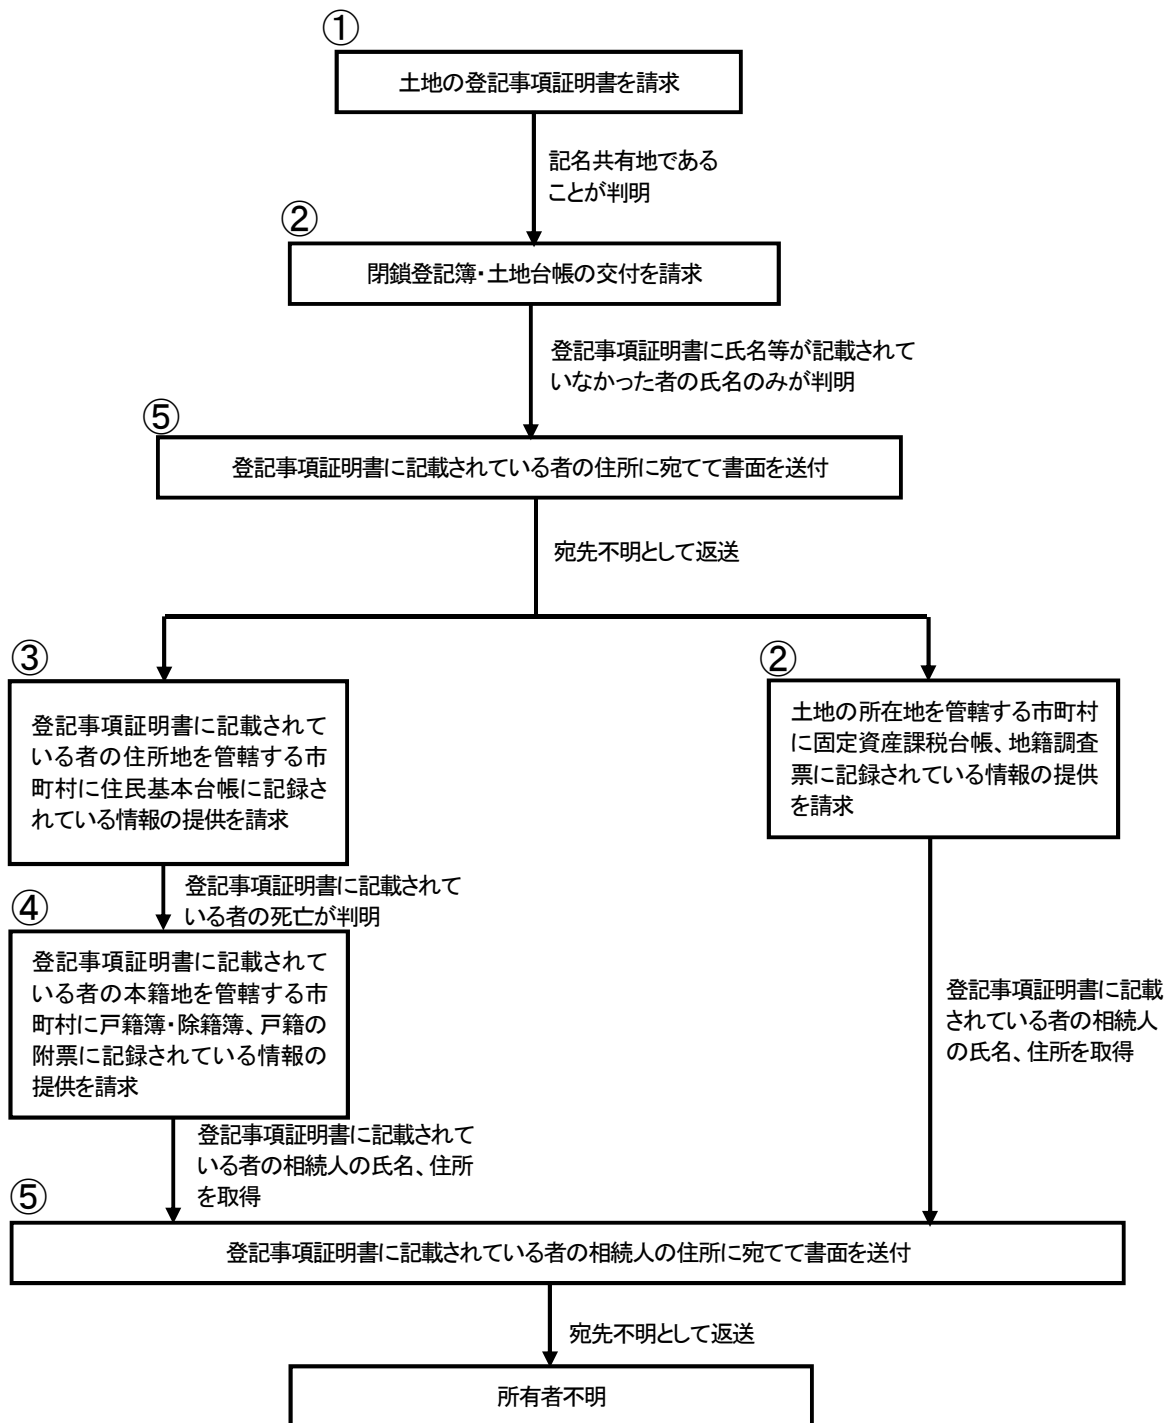 ①
土地の登記事項証明書を請求
記名共有地である
ことが判明
②
閉鎖登記簿・土地台帳の交付を請求
登記事項証明書に氏名等が記載されて
いなかった者の氏名のみが判明
⑤
登記事項証明書に記載されている者の住所に宛てて書面を送付
宛先不明として返送
③
登記事項証明書に記載されて
いる者の住所地を管轄する市
町村に住民基本台帳に記録さ
れている情報の提供を請求
②
土地の所在地を管轄する市町村
に固定資産課税台帳、地籍調査
票に記録されている情報の提供
を請求
登記事項証明書に記載されて
いる者の死亡が判明
④
登記事項証明書に記載されて
いる者の本籍地を管轄する市
町村に戸籍簿・除籍簿、戸籍の
附票に記録されている情報の
提供を請求
登記事項証明書に記載
されている者の相続人
の氏名、住所を取得
登記事項証明書に記載されて
いる者の相続人の氏名、住所
を取得
⑤
登記事項証明書に記載されている者の相続人の住所に宛てて書面を送付
宛先不明として返送
所有者不明